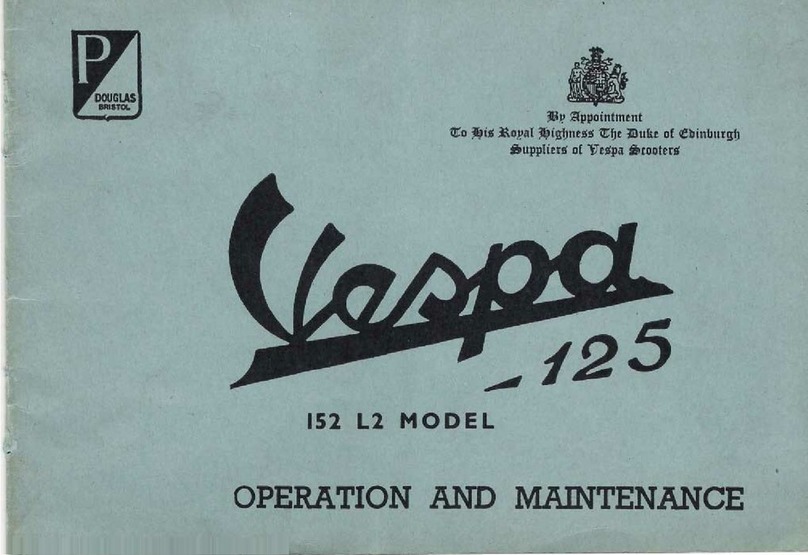 P
DOUGLAS
BRISTOL
By Appointment
To His Royal Highness The Duke of Edinburgh
Suppliers of Vespa Scooters
Vespa
-125
152 L2 MODEL
OPERATION AND MAINTENANCE